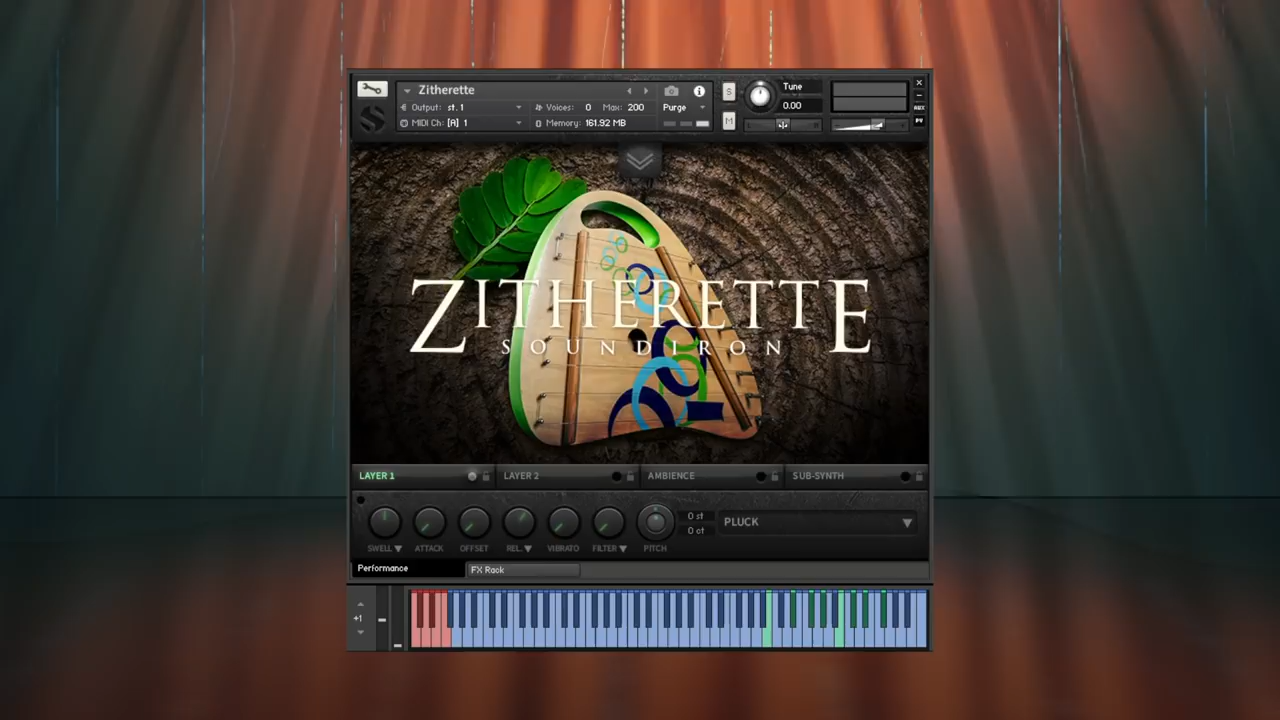 Zitherette
Output: st. 1
Voices: 0 Max: 200
Purge
MIDI Ch: [A] 1
Memory: 161.92 MB
S
M
Tune
0.00
AUX
PV
ZITHERETTE
SOUNDIRON
LAYER 1
LAYER 2
AMBIENCE
SUB-SYNTH
SWELL
ATTACK
OFFSET
REL.
VIBRATO
FILTER
PITCH
0 st
0 ct
PLUCK
Performance
FX Rack
+1